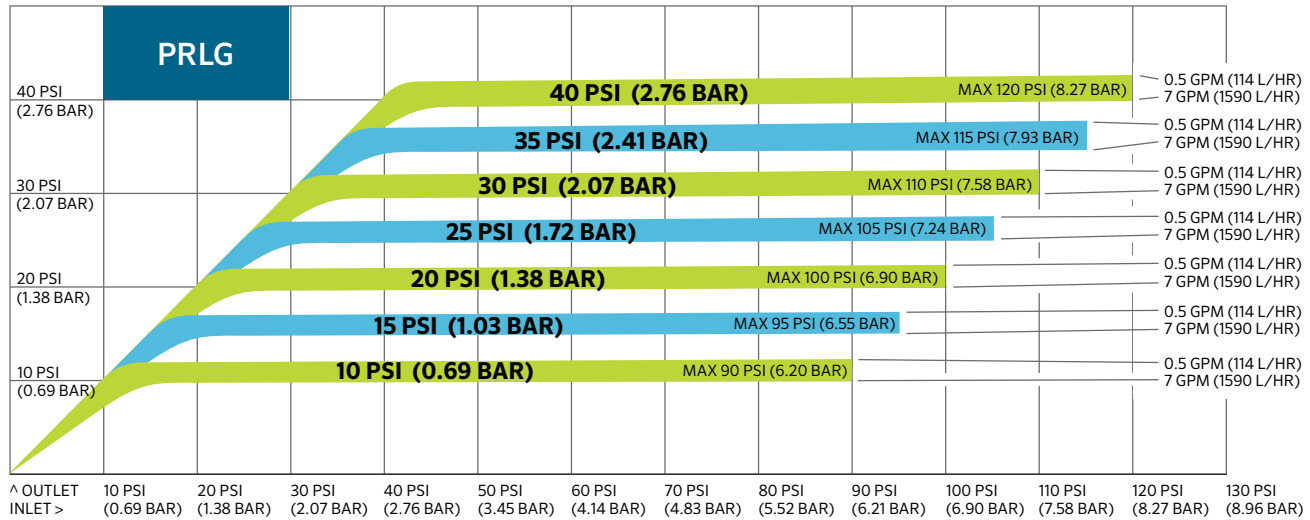 PRLG
40 PSI
(2.76 BAR)
40 PSI (2.76 BAR)
MAX 120 PSI (8.27 BAR)
0.5 GPM (114 L/HR)
7 GPM (1590 L/HR)
35 PSI (2.41 BAR)
MAX 115 PSI (7.93 BAR)
0.5 GPM (114 L/HR)
7 GPM (1590 L/HR)
30 PSI
(2.07 BAR)
30 PSI (2.07 BAR)
MAX 110 PSI (7.58 BAR)
0.5 GPM (114 L/HR)
7 GPM (1590 L/HR)
25 PSI (1.72 BAR)
MAX 105 PSI (7.24 BAR)
0.5 GPM (114 L/HR)
7 GPM (1590 L/HR)
20 PSI
(1.38 BAR)
20 PSI (1.38 BAR)
MAX 100 PSI (6.90 BAR)
0.5 GPM (114 L/HR)
7 GPM (1590 L/HR)
15 PSI (1.03 BAR)
MAX 95 PSI (6.55 BAR)
0.5 GPM (114 L/HR)
7 GPM (1590 L/HR)
10 PSI
(0.69 BAR)
10 PSI (0.69 BAR)
MAX 90 PSI (6.20 BAR)
0.5 GPM (114 L/HR)
7 GPM (1590 L/HR)
^ OUTLET
INLET >
10 PSI
(0.69 BAR)
20 PSI
(1.38 BAR)
30 PSI
(2.07 BAR)
40 PSI
(2.76 BAR)
50 PSI
(3.45 BAR)
60 PSI
(4.14 BAR)
70 PSI
(4.83 BAR)
80 PSI
(5.52 BAR)
90 PSI
(6.21 BAR)
100 PSI
(6.90 BAR)
110 PSI
(7.58 BAR)
120 PSI
(8.27 BAR)
130 PSI
(8.96 BAR)